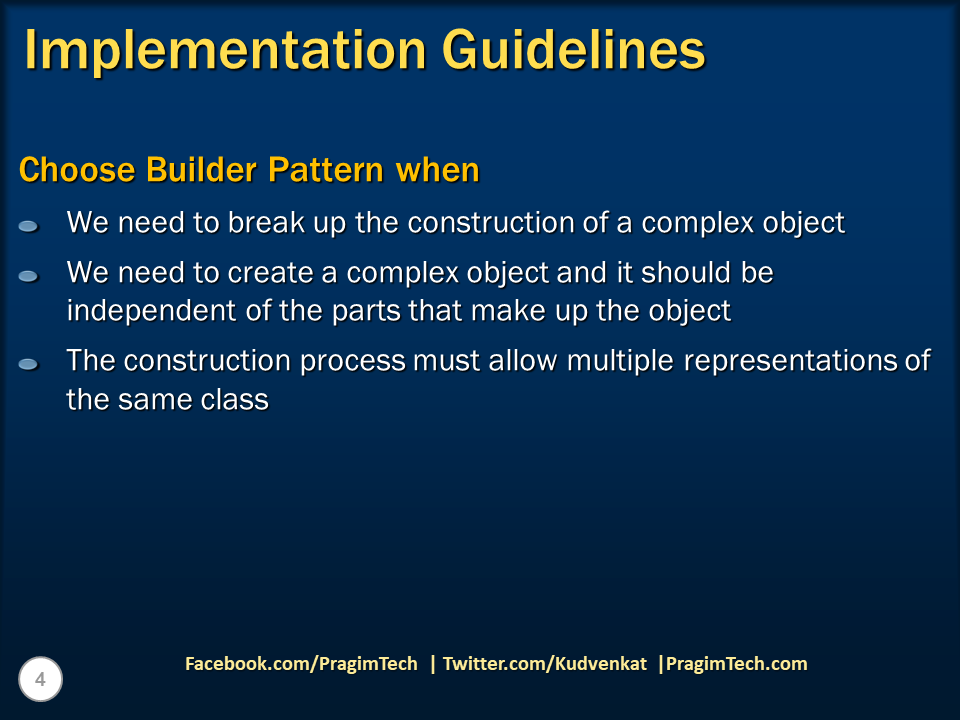 Implementation Guidelines
Choose Builder Pattern when
We need to break up the construction of a complex object
We need to create a complex object and it should be
independent of the parts that make up the object
The construction process must allow multiple representations of
the same class
4
Facebook.com/PragimTech | Twitter.com/Kudvenkat |PragimTech.com